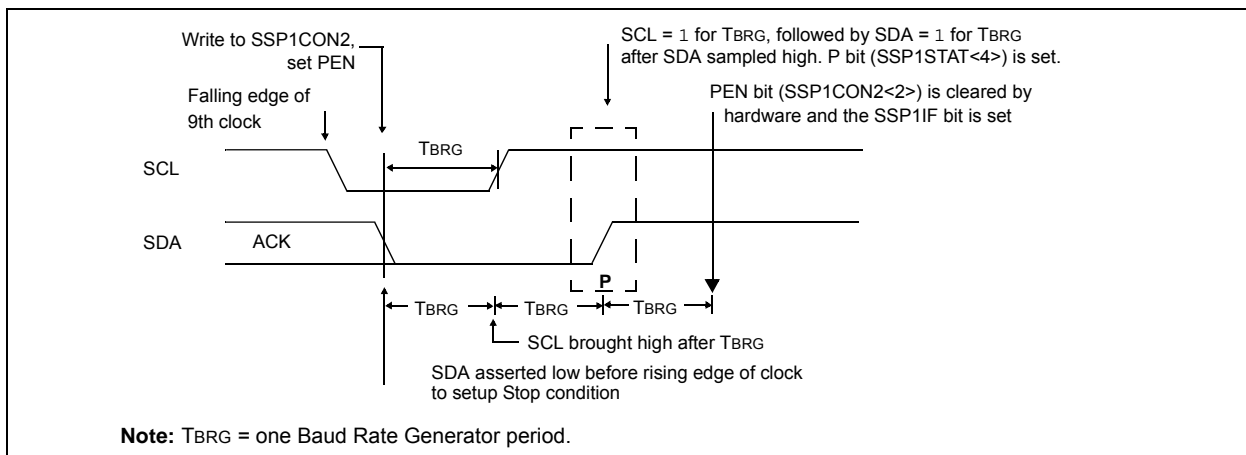 Write to SSP1CON2,
set PEN
SCL = 1 for TBRG, followed by SDA = 1 for TBRG
after SDA sampled high. P bit (SSP1STAT<4>) is set.
Falling edge of
9th clock
PEN bit (SSP1CON2<2>) is cleared by
hardware and the SSP1IF bit is set
TBRG
SCL
SDA
ACK
P
TBRG
TBRG
TBRG
SCL brought high after TBRG
SDA asserted low before rising edge of clock
to setup Stop condition
Note: TBRG = one Baud Rate Generator period.